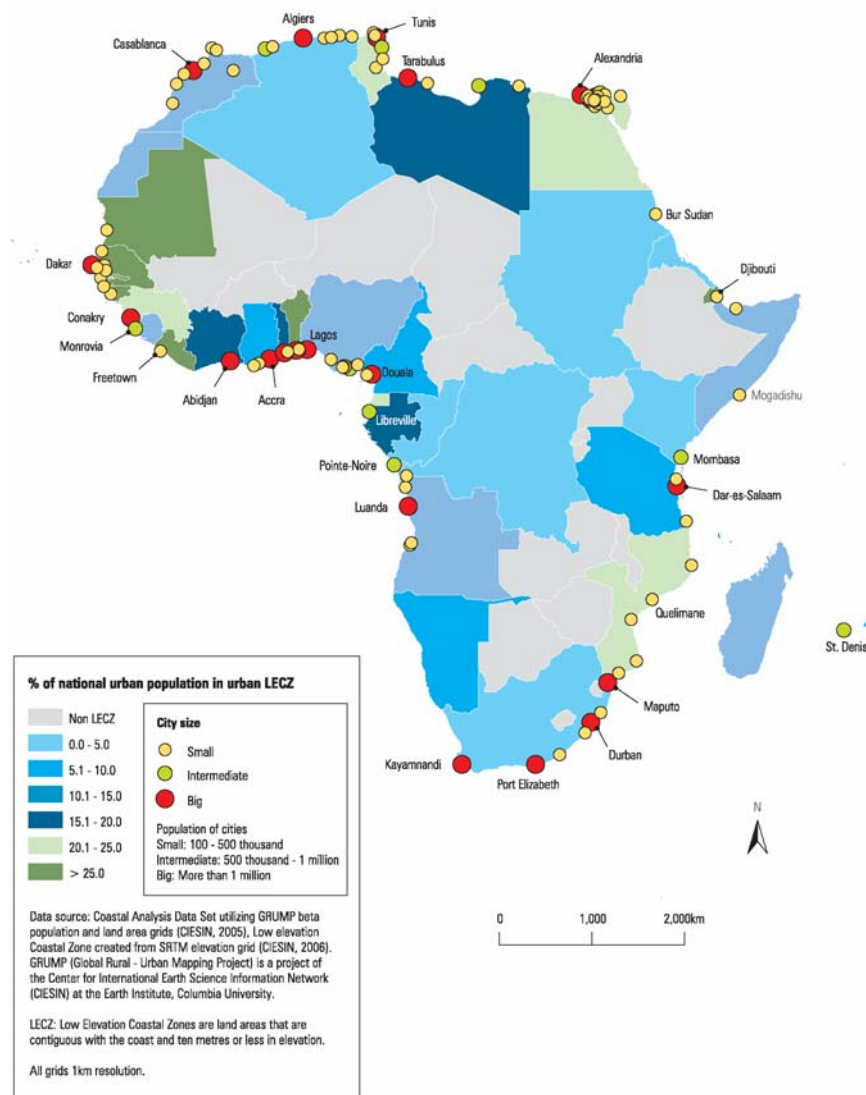 Algiers
Tunis
Casablanca
Tarabulus
Alexandria
Bur Sudan
Dakar
Djibouti
Conakry
Lagos
Monrovia
Douala
Freetown
Abidjan
Accra
Mogadishu
Libreville
Pointe-Noire
Mombasa
Dar-es-Salaam
Luanda
Quelimane
St. Denis
Maputo
Durban
Kayamnandi
Port Elizabeth
N
0 1,000 2,000km
% of national urban population in urban LECZ
Non LECZ
0.0 - 5.0
5.1 - 10.0
10.1 - 15.0
15.1 - 20.0
20.1 - 25.0
> 25.0
City size
Small
Intermediate
Big
Population of cities
Small: 100 - 500 thousand
Intermediate: 500 thousand - 1 million
Big: More than 1 million
Data source: Coastal Analysis Data Set utilizing GRUMP beta
population and land area grids (CIESIN, 2005), Low elevation
Coastal Zone created from SRTM elevation grid (CIESIN, 2006).
GRUMP (Global Rural - Urban Mapping Project) is a project of
the Center for International Earth Science Information Network
(CIESIN) at the Earth Institute, Columbia University.
LECZ: Low Elevation Coastal Zones are land areas that are
contiguous with the coast and ten metres or less in elevation.
All grids 1km resolution.